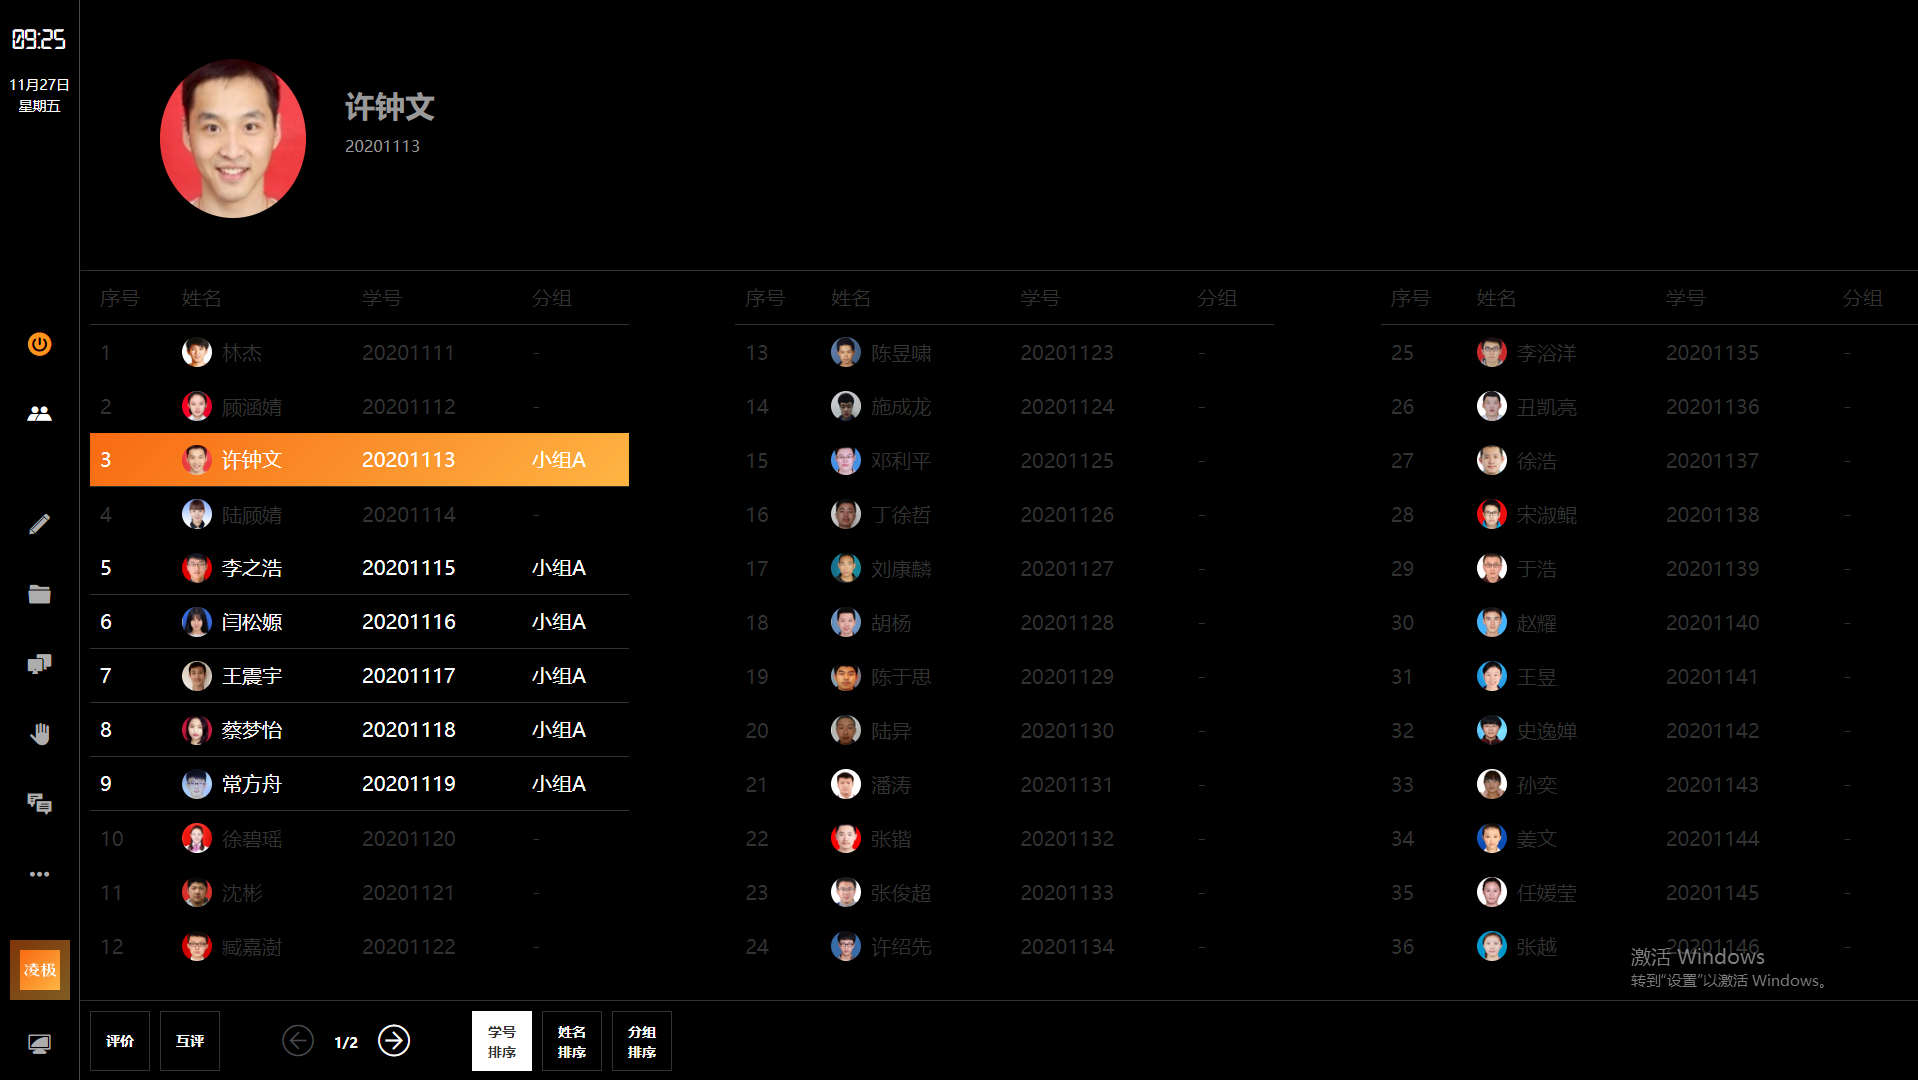 09:25
11月27日
星期五
许钟文
20201113
序号 姓名 学号 分组
1 林杰 20201111 -
2 顾涵婧 20201112 -
3 许钟文 20201113 小组A
4 陆顾婧 20201114 -
5 李之浩 20201115 小组A
6 闫松嫄 20201116 小组A
7 王震宇 20201117 小组A
8 蔡梦怡 20201118 小组A
9 常方舟 20201119 小组A
10 徐碧瑶 20201120 -
11 沈彬 20201121 -
12 臧嘉澍 20201122 -
序号 姓名 学号 分组
13 陈昱啸 20201123 -
14 施成龙 20201124 -
15 邓利平 20201125 -
16 丁徐哲 20201126 -
17 刘康麟 20201127 -
18 胡杨 20201128 -
19 陈于思 20201129 -
20 陆异 20201130 -
21 潘涛 20201131 -
22 张锴 20201132 -
23 张俊超 20201133 -
24 许绍先 20201134 -
序号 姓名 学号 分组
25 李浴洋 20201135 -
26 丑凯亮 20201136 -
27 徐浩 20201137 -
28 宋淑鲲 20201138 -
29 于浩 20201139 -
30 赵耀 20201140 -
31 王昱 20201141 -
32 史逸婵 20201142 -
33 孙奕 20201143 -
34 姜文 20201144 -
35 任媛莹 20201145 -
36 张越 20201146 -
激活 Windows
转到“设置”以激活 Windows。
凌极
评价
互评
1/2
学号
排序
姓名
排序
分组
排序